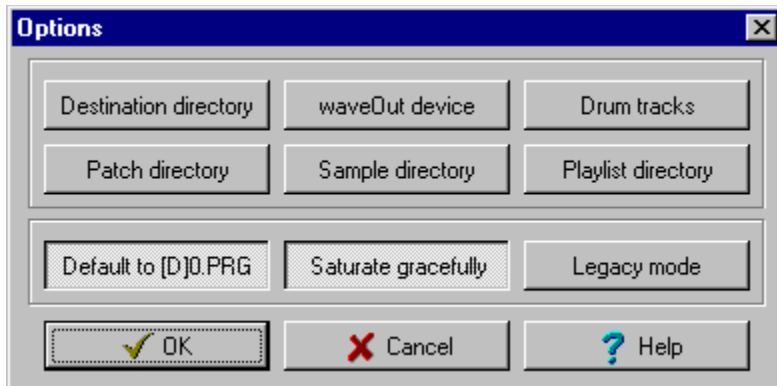 Options
Destination directory
waveOut device
Drum tracks
Patch directory
Sample directory
Playlist directory
Default to [D]0.PRG
Saturate gracefully
Legacy mode
OK
Cancel
Help